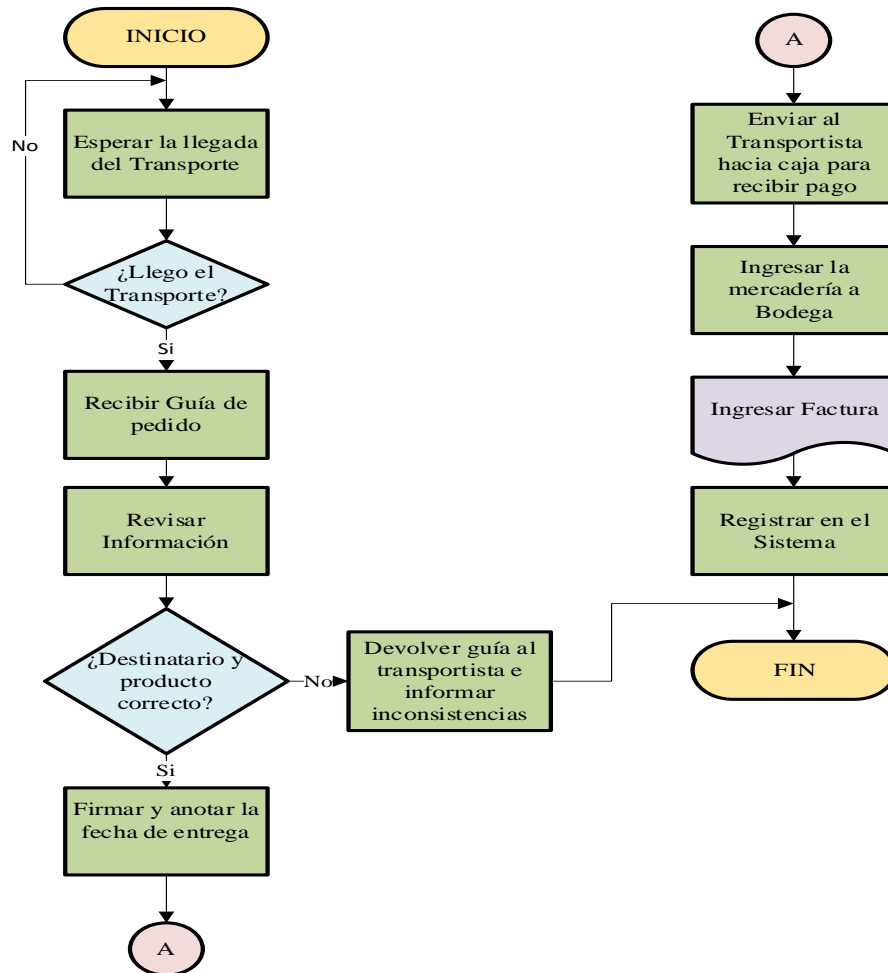 INICIO
No
Esperar la llegada
del Transporte
¿Llego el
Transporte?
Si
Recibir Guía de
pedido
Revisar
Información
¿Destinatario y
producto
correcto?
No
Devolver guía al
transportista e
informar
inconsistencias
Si
Firmar y anotar la
fecha de entrega
A
A
Enviar al
Transportista
hacia caja para
recibir pago
Ingresar la
mercadería a
Bodega
Ingresar Factura
Registrar en el
Sistema
FIN